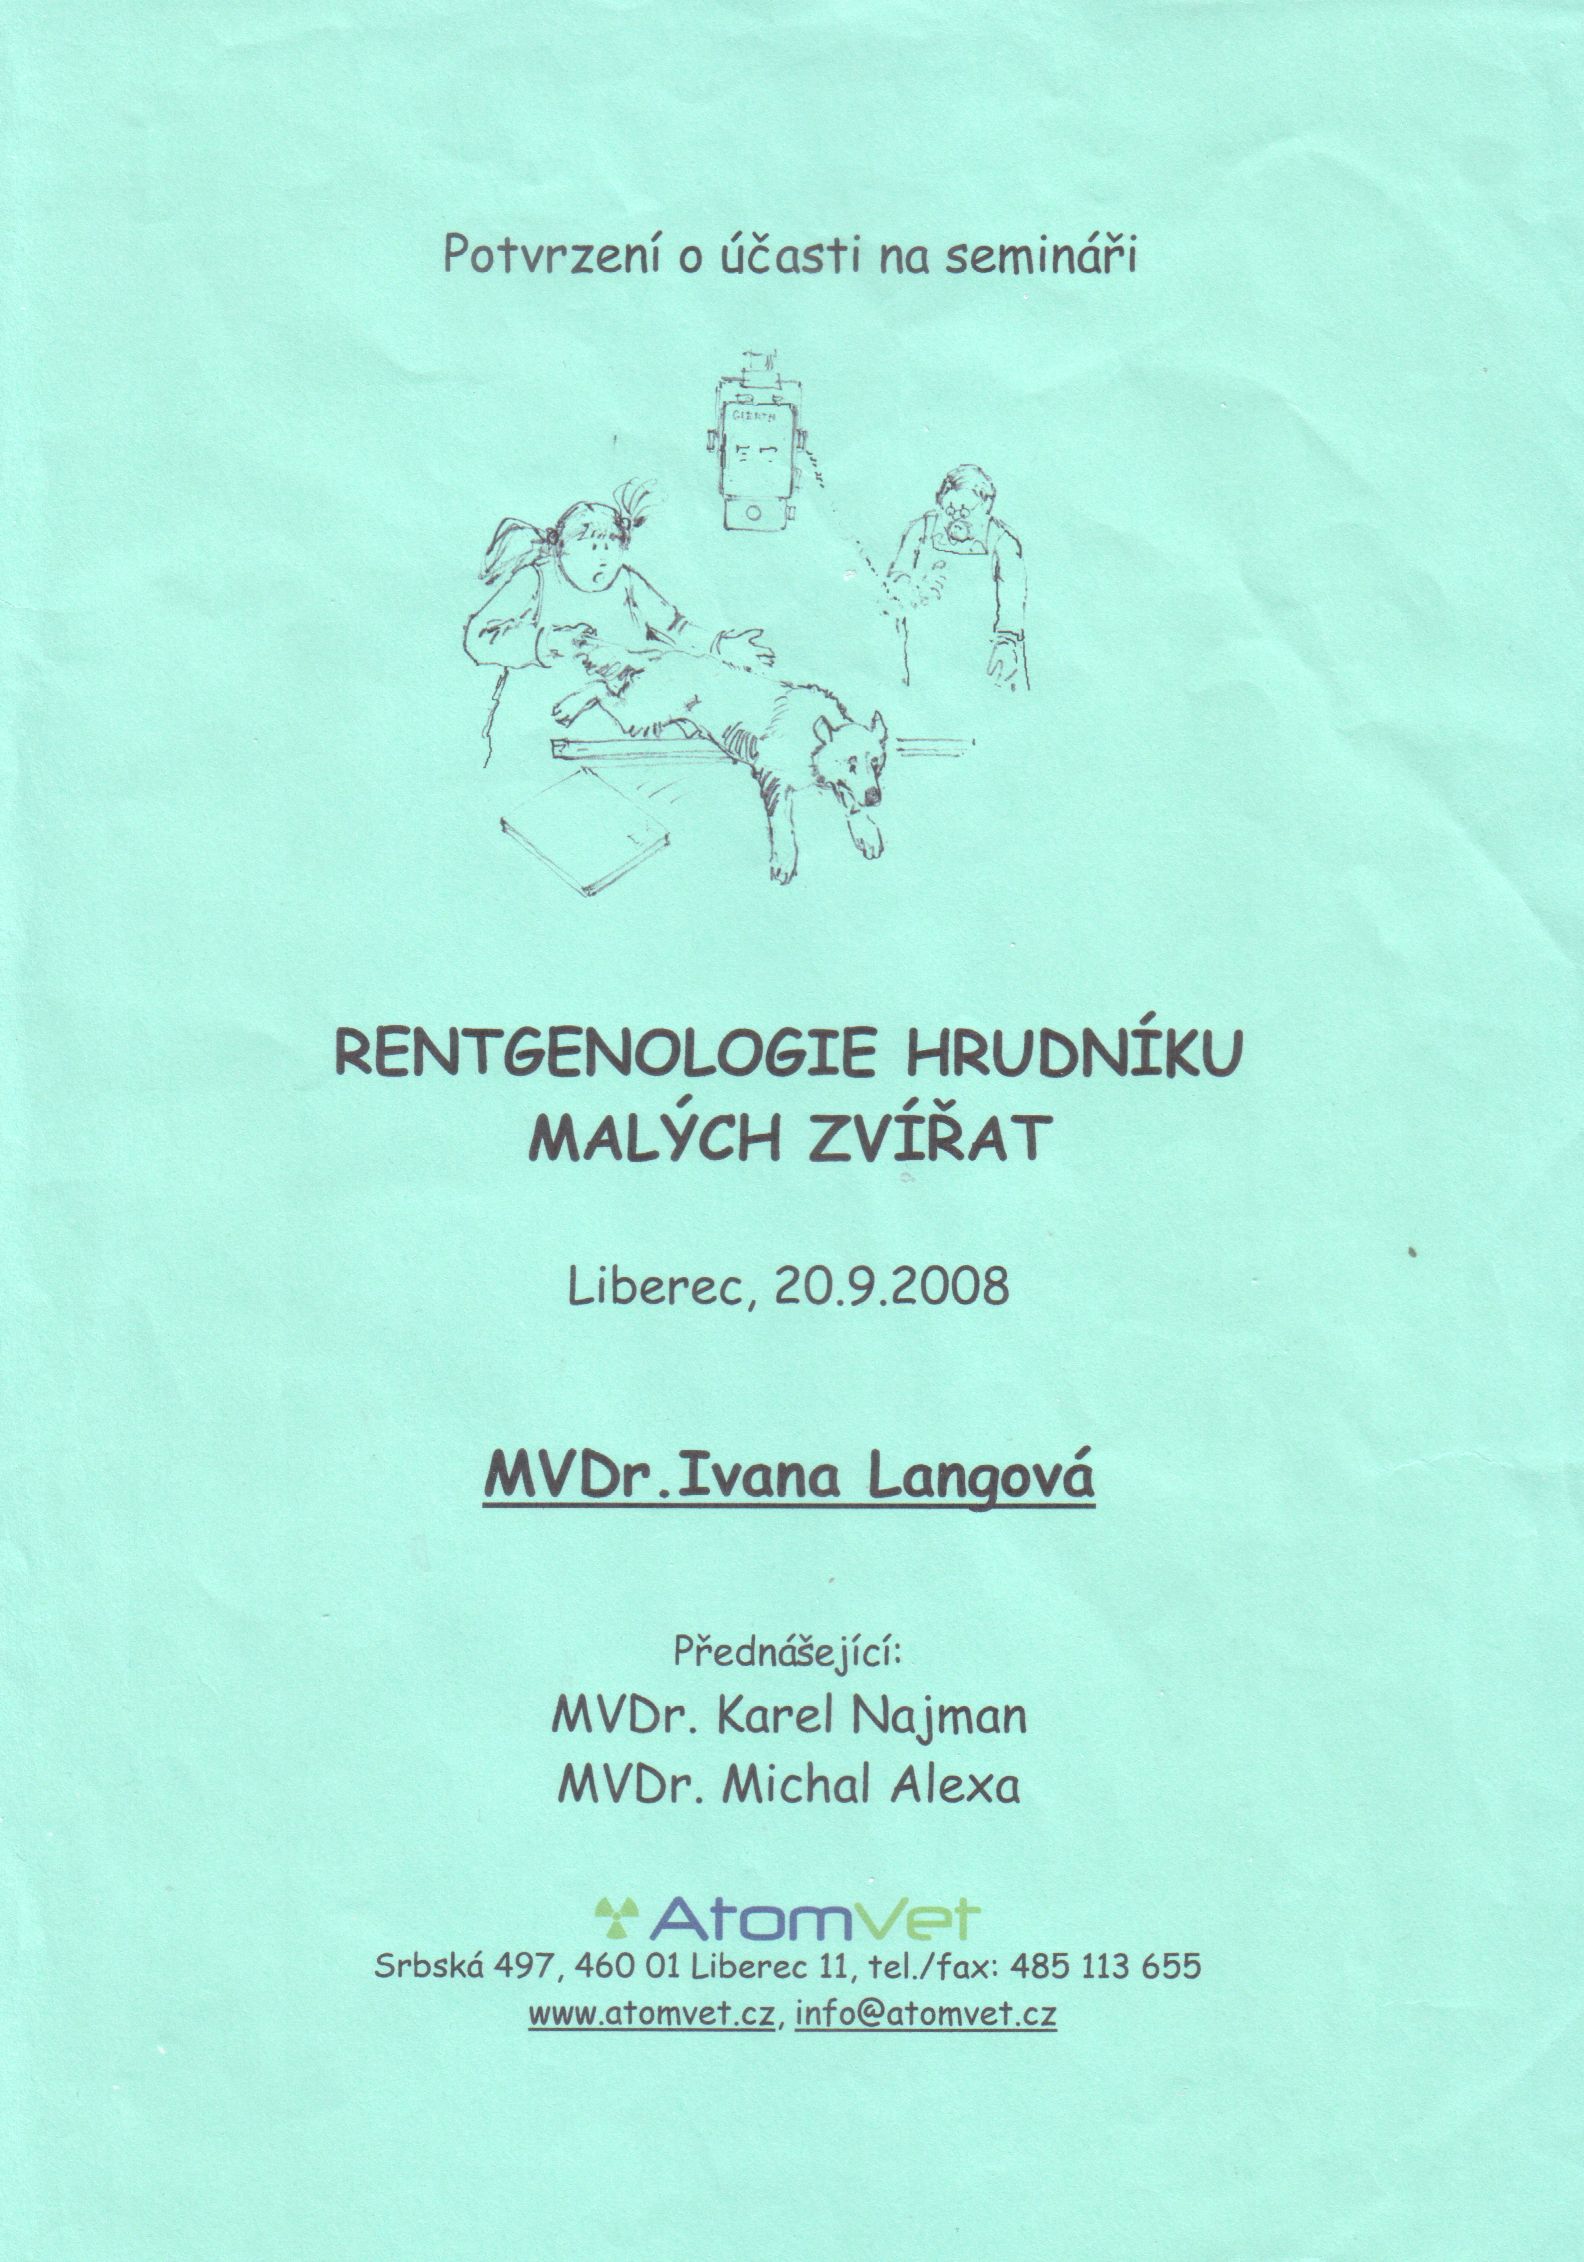 Potvrzení o účasti na semináři
GIERTH
RENTGENOLOGIE HRUDNÍKU
MALÝCH ZVÍŘAT
Liberec, 20.9.2008
MVDr. Ivana Langová
Přednášející:
MVDr. Karel Najman
MVDr. Michal Alexa
AtomVet
Srbská 497, 460 01 Liberec 11, tel./fax: 485 113 655
www.atomvet.cz, info@atomvet.cz